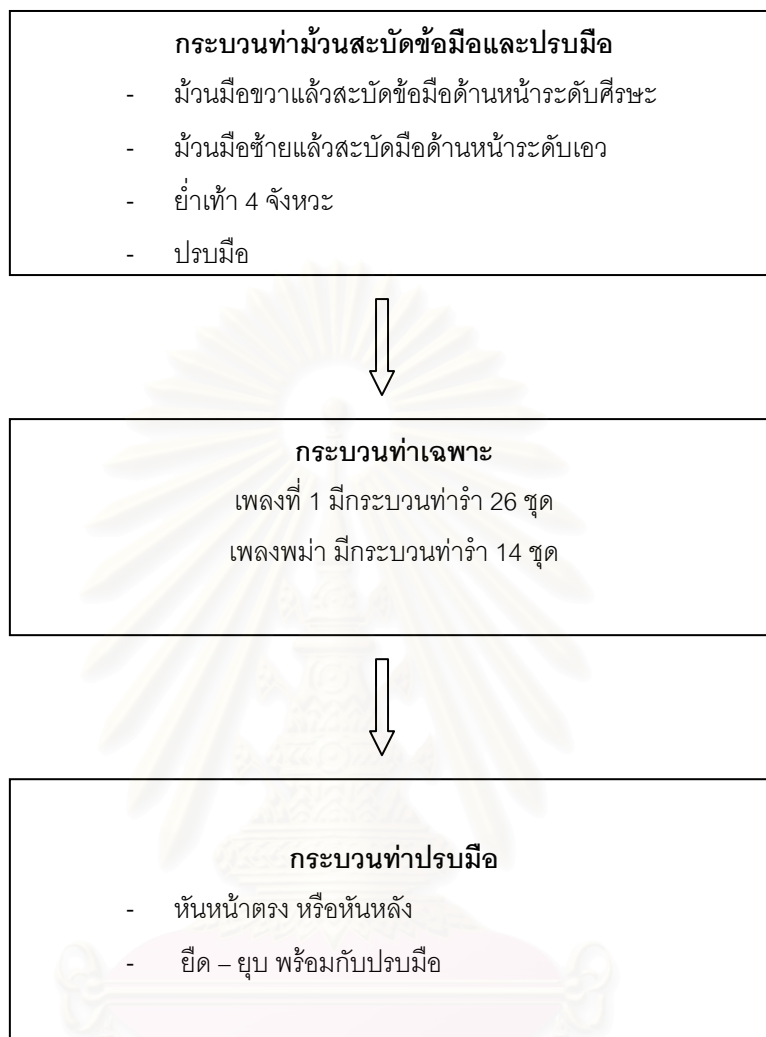 กระบวนท่าม้วนสะบัดข้อมือและปรบมือ
- ม้วนมือขวาแล้วสะบัดข้อมือด้านหน้าระดับศีรษะ
- ม้วนมือซ้ายแล้วสะบัดมือด้านหน้าระดับเอว
- ย่ำเท้า 4 จังหวะ
- ปรบมือ
กระบวนท่าเฉพาะ
เพลงที่ 1 มีกระบวนท่ารำ 26 ชุด
เพลงพม่า มีกระบวนท่ารำ 14 ชุด
กระบวนท่าปรบมือ
- หันหน้าตรง หรือหันหลัง
- ยืด – ยุบ พร้อมกับปรบมือ